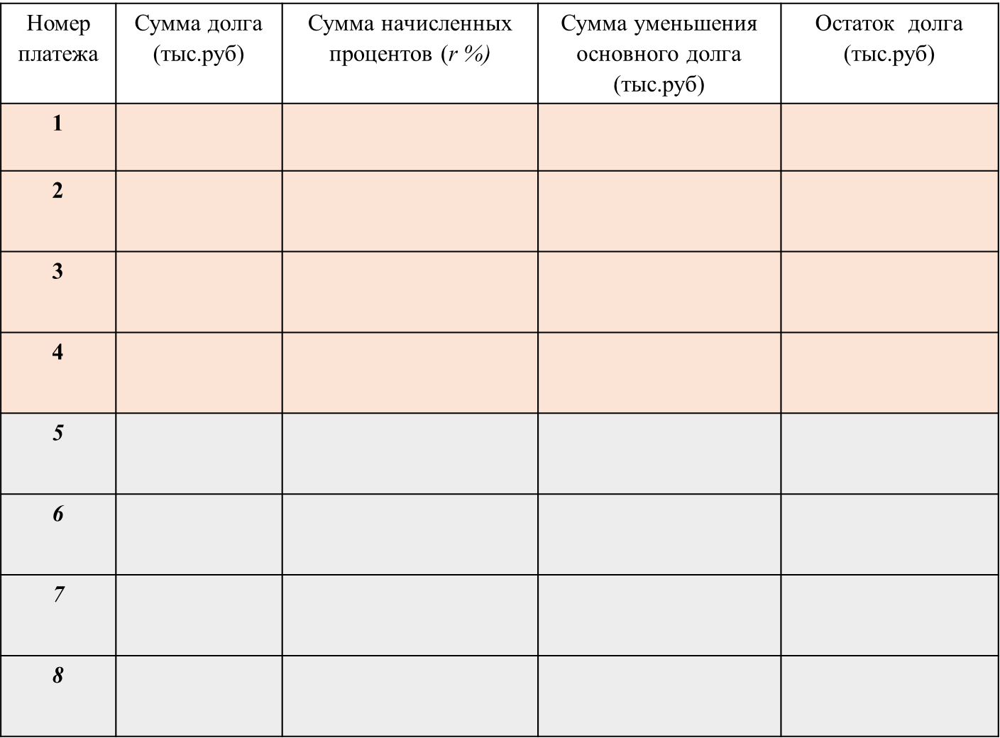 Номер
платежа
Сумма долга
(тыс.руб)
Сумма начисленных
процентов (r %)
Сумма уменьшения
основного долга
(тыс.руб)
Остаток долга
(тыс.руб)
1
2
3
4
5
6
7
8